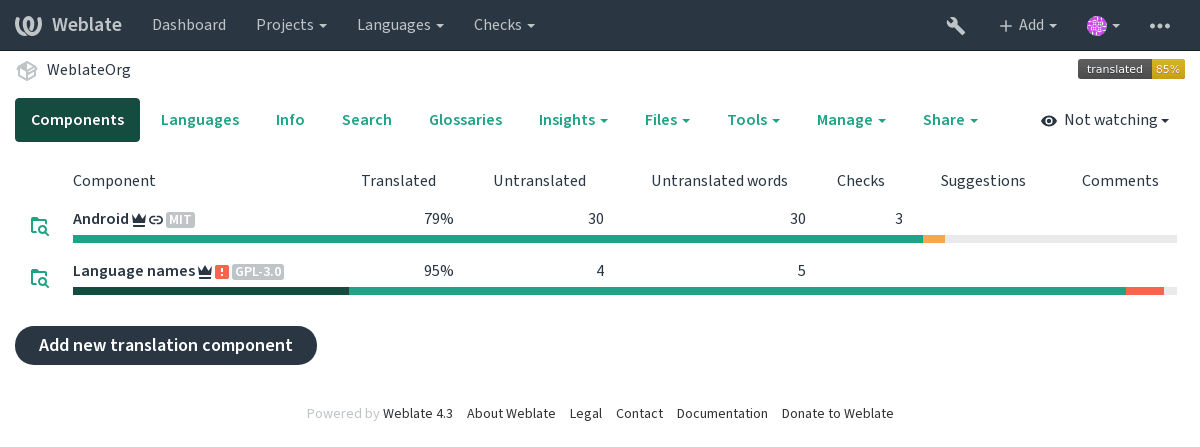 Weblate Dashboard Projects Languages Checks Add
WeblateOrg translated 85%
Components Languages Info Search Glossaries Insights Files Tools Manage Share Not watching
Component Translated Untranslated Untranslated words Checks Suggestions Comments
Android MIT 79% 30 30 3
Language names GPL-3.0 95% 4 5
Add new translation component
Powered by Weblate 4.3 About Weblate Legal Contact Documentation Donate to Weblate